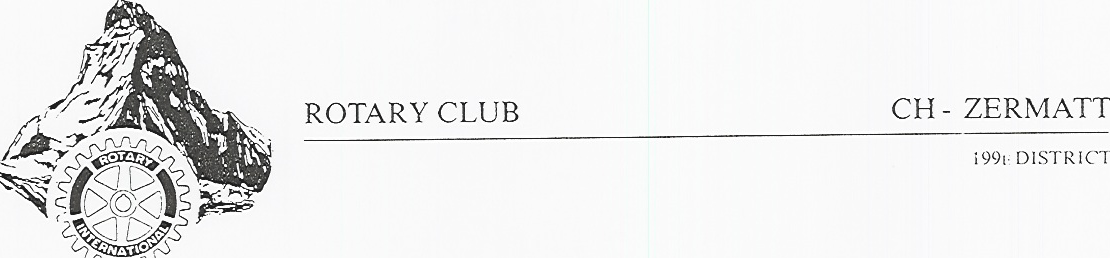 ROTARY CLUB CH - ZERMATT
DISTRICT
ROTARY
INTERNATIONAL